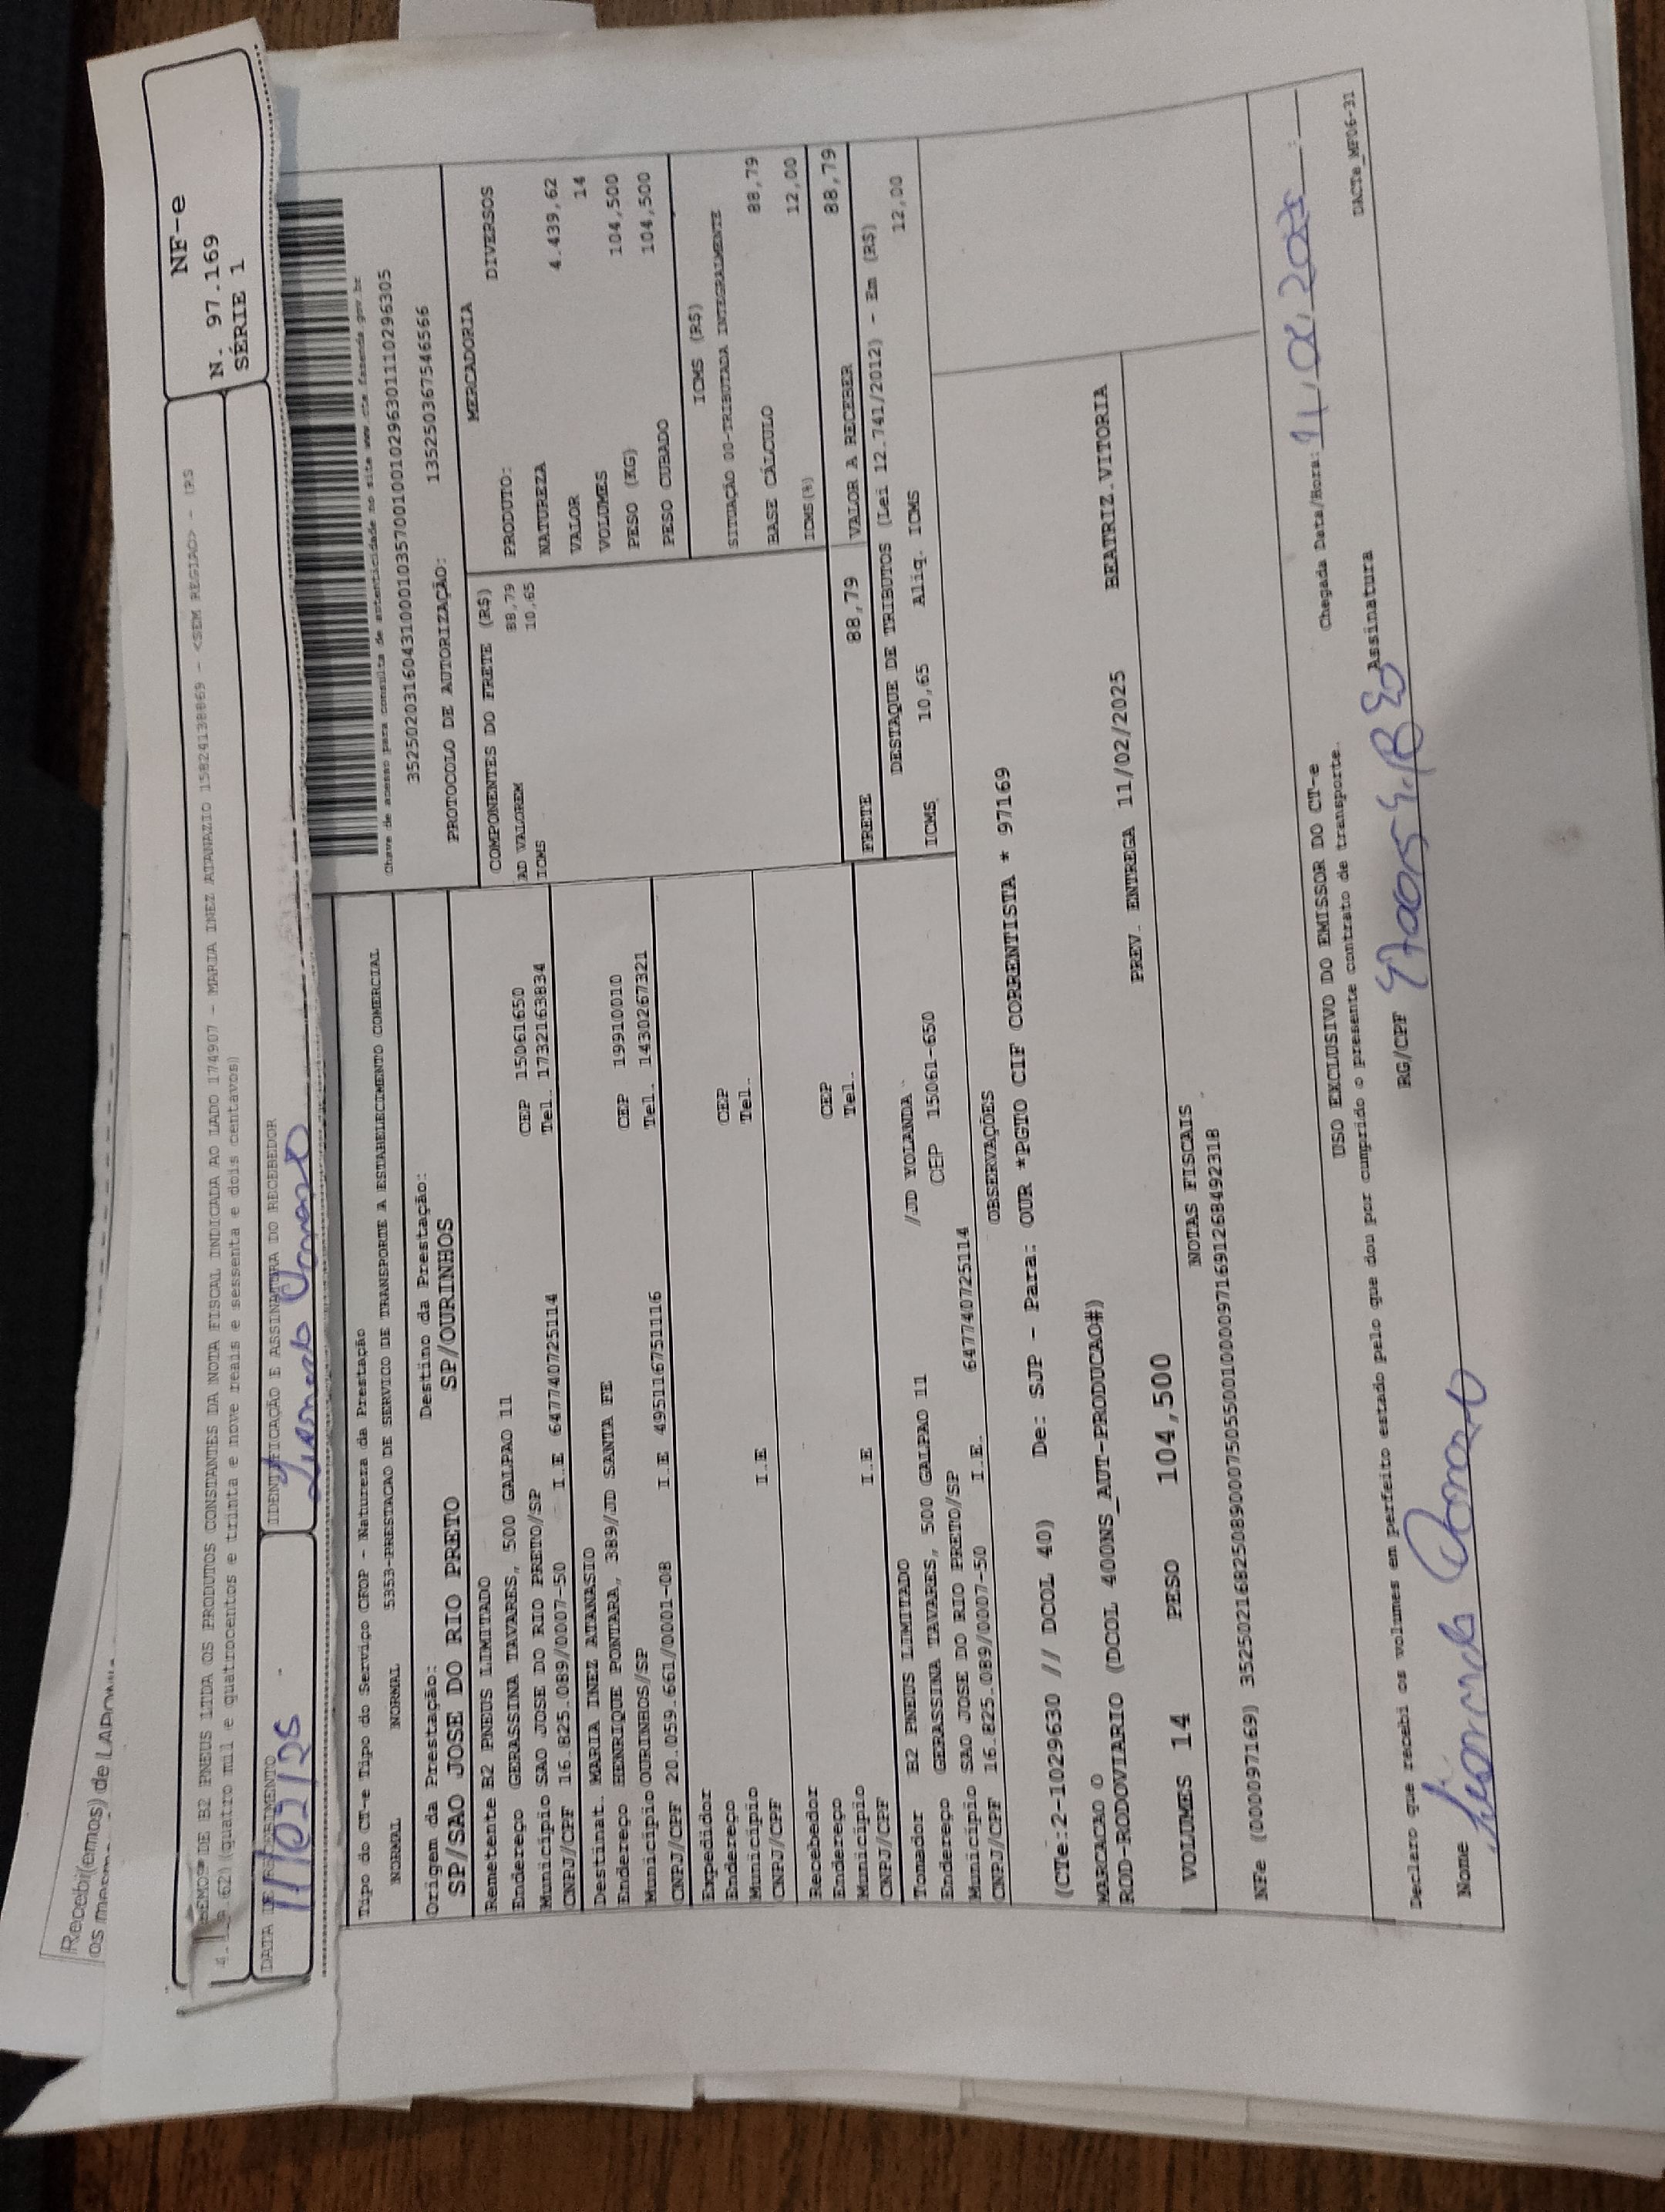 Recebi(emos) de
NF-e
N. 97.169
SÉRIE 1
DE B2 PNEUS LTDA OS PRODUTOS CONSTANTES DA NOTA FISCAL INDICADA AO LADO 174907 - MARIA INEZ ATANAZIO 15824138869 - <SEM REGIAO> - (R$
(quatro mil e quatrocentos e trinta e nove reais e sessenta e dois centavos)
DATA DE RECEBIMENTO
11/02/25
IDENTIFICAÇÃO E ASSINATURA DO RECEBEDOR
Chave de acesso para consulta de autenticidade no site www.cte.fazenda.gov.br
35250203160431000103570010010296301110296305
PROTOCOLO DE AUTORIZAÇÃO: 135250367546566
Tipo do CT-e Tipo do Serviço CFOP - Natureza da Prestação
NORMAL NORMAL 5353-PRESTACAO DE SERVICO DE TRANSPORTE A ESTABELECIMENTO COMERCIAL
Origem da Prestação: Destino da Prestação:
SP/SAO JOSE DO RIO PRETO SP/OURINHOS
Remetente B2 PNEUS LIMITADO
Endereço GERASSINA TAVARES, 500 GALPAO 11 CEP 15061650
Município SAO JOSE DO RIO PRETO/SP Tel. 1732163834
CNPJ/CPF 16.825.089/0007-50 I.E 647740725114
Destinat. MARIA INEZ ATANASIO
Endereço HENRIQUE PONTARA, 389/JD SANTA FE CEP 19910010
Município OURINHOS/SP Tel. 1430267321
CNPJ/CPF 20.059.661/0001-08 I.E 495116751116
Expedidor
Endereço CEP
Município Tel.
CNPJ/CPF I.E
Recebedor
Endereço CEP
Município Tel.
CNPJ/CPF I.E
Tomador B2 PNEUS LIMITADO
Endereço GERASSINA TAVARES, 500 GALPAO 11 /JD YOLANDA
Município SAO JOSE DO RIO PRETO/SP CEP 15061-650
CNPJ/CPF 16.825.089/0007-50 I.E. 647740725114
COMPONENTES DO FRETE (R$)
AD VALOREM 88,79
ICMS 10,65
MERCADORIA
PRODUTO: DIVERSOS
NATUREZA
VALOR 4.439,62
VOLUMES 14
PESO (KG) 104,500
PESO CUBADO 104,500
ICMS (R$)
SITUAÇÃO 00-TRIBUTADA INTEGRALMENTE
BASE CÁLCULO 88,79
ICMS(%) 12,00
FRETE 88,79 VALOR A RECEBER 88,79
DESTAQUE DE TRIBUTOS (Lei 12.741/2012) - Em (R$)
ICMS 10,65 Aliq. ICMS 12,00
OBSERVAÇÕES
(CTe:2-1029630 // DCOL 40) De: SJP - Para: OUR *PGTO CIF CORRENTISTA * 97169
MARCACAO 0
ROD-RODOVIARIO (DCOL 400ONS_AUT-PRODUCAO#) PREV. ENTREGA 11/02/2025 BEATRIZ.VITORIA
VOLUMES 14 PESO 104,500
NOTAS FISCAIS
NFe (000097169) 35250216825089000750550010000971691268492318
USO EXCLUSIVO DO EMISSOR DO CT-e
Chegada Data/Hora: 11,02,2025 :
Declaro que recebi os volumes em perfeito estado pelo que dou por cumprido o presente contrato de transporte.
Nome RG/CPF Assinatura
DACTe_MF06-31